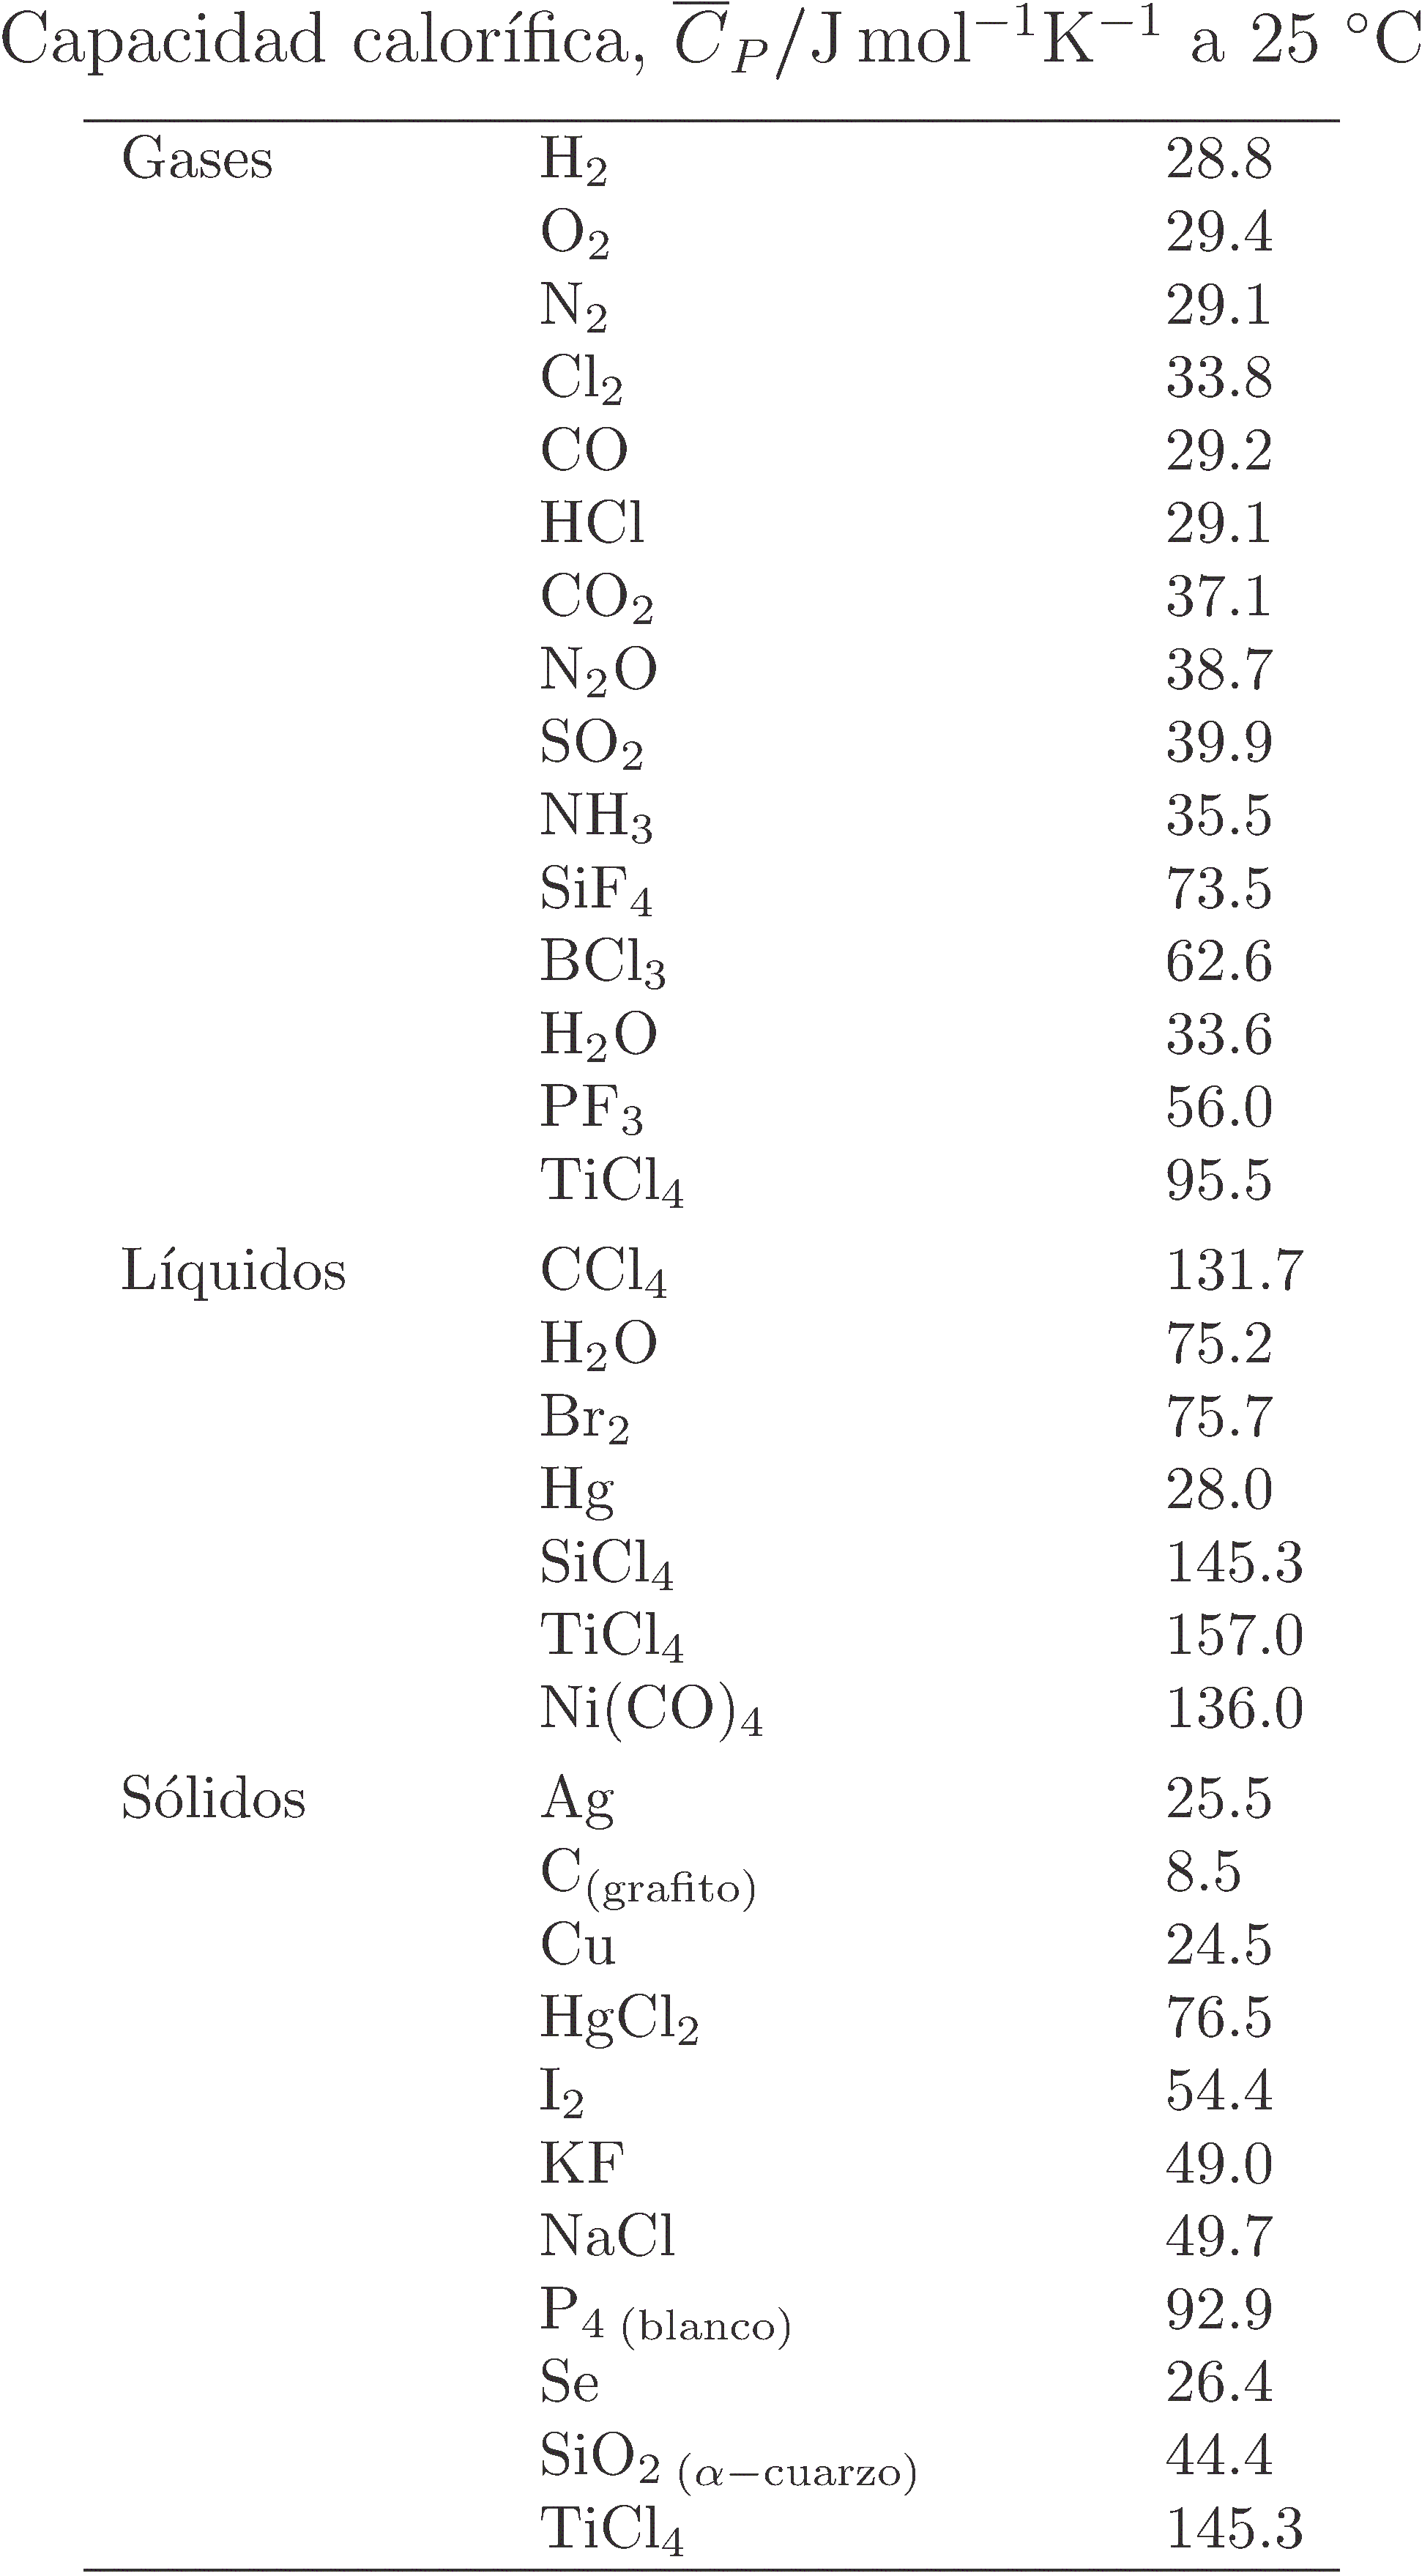 Capacidad calorífica, C̅_P/J mol⁻¹K⁻¹ a 25 °C
Gases H₂ 28.8
O₂ 29.4
N₂ 29.1
Cl₂ 33.8
CO 29.2
HCl 29.1
CO₂ 37.1
N₂O 38.7
SO₂ 39.9
NH₃ 35.5
SiF₄ 73.5
BCl₃ 62.6
H₂O 33.6
PF₃ 56.0
TiCl₄ 95.5
Líquidos CCl₄ 131.7
H₂O 75.2
Br₂ 75.7
Hg 28.0
SiCl₄ 145.3
TiCl₄ 157.0
Ni(CO)₄ 136.0
Sólidos Ag 25.5
C(grafito) 8.5
Cu 24.5
HgCl₂ 76.5
I₂ 54.4
KF 49.0
NaCl 49.7
P₄ (blanco) 92.9
Se 26.4
SiO₂ (α−cuarzo) 44.4
TiCl₄ 145.3